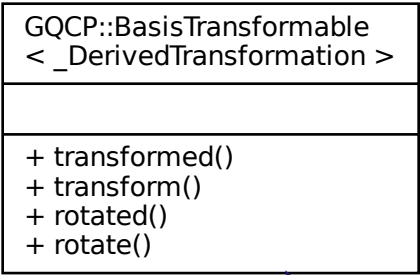 GQCP::BasisTransformable
< _DerivedTransformation >
+ transformed()
+ transform()
+ rotated()
+ rotate()